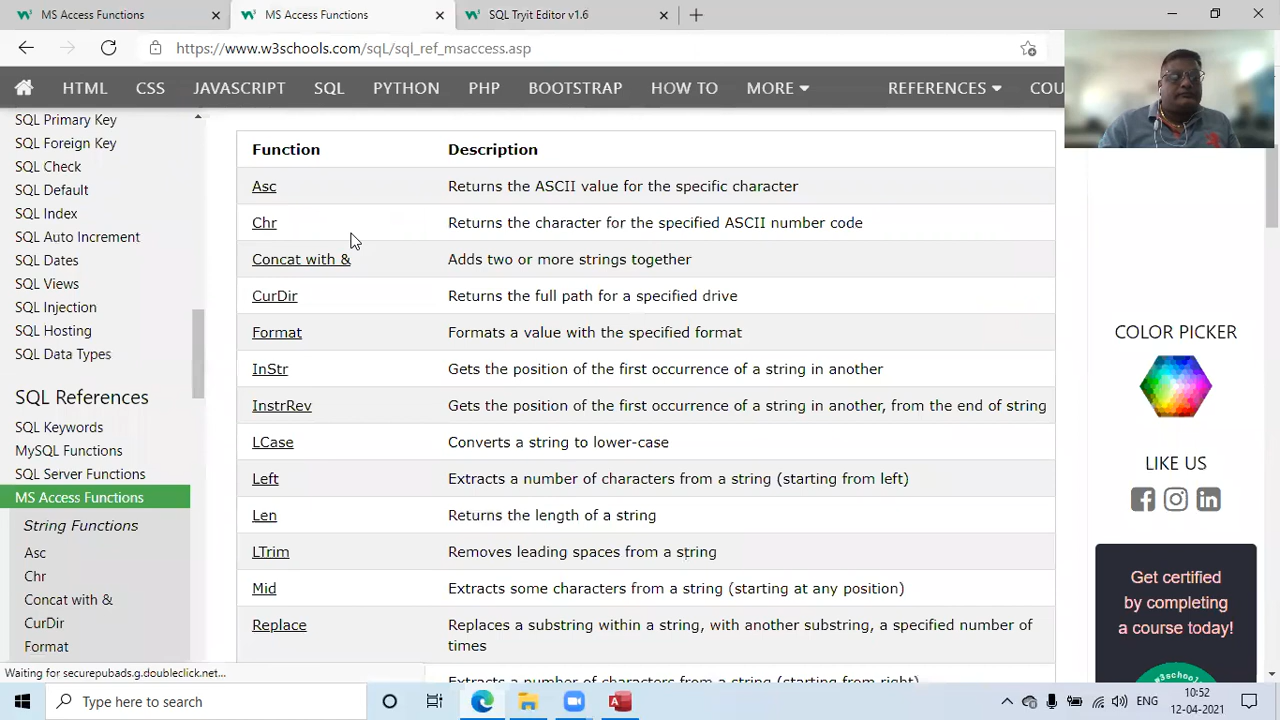 MS Access Functions
MS Access Functions
SQL Tryit Editor v1.6
https://www.w3schools.com/sqL/sql_ref_msaccess.asp
HTML CSS JAVASCRIPT SQL PYTHON PHP BOOTSTRAP HOW TO MORE REFERENCES COU
SQL Primary Key
SQL Foreign Key
SQL Check
SQL Default
SQL Index
SQL Auto Increment
SQL Dates
SQL Views
SQL Injection
SQL Hosting
SQL Data Types
SQL References
SQL Keywords
MySQL Functions
SQL Server Functions
MS Access Functions
String Functions
Asc
Chr
Concat with &
CurDir
Format
Function Description
Asc Returns the ASCII value for the specific character
Chr Returns the character for the specified ASCII number code
Concat with & Adds two or more strings together
CurDir Returns the full path for a specified drive
Format Formats a value with the specified format
InStr Gets the position of the first occurrence of a string in another
InstrRev Gets the position of the first occurrence of a string in another, from the end of string
LCase Converts a string to lower-case
Left Extracts a number of characters from a string (starting from left)
Len Returns the length of a string
LTrim Removes leading spaces from a string
Mid Extracts some characters from a string (starting at any position)
Replace Replaces a substring within a string, with another substring, a specified number of
times
Extracts a number of characters from a string (starting from right)
COLOR PICKER
LIKE US
Get certified
by completing
a course today!
w3schools
Waiting for securepubads.g.doubleclick.net...
Type here to search
ENG
10:52
12-04-2021